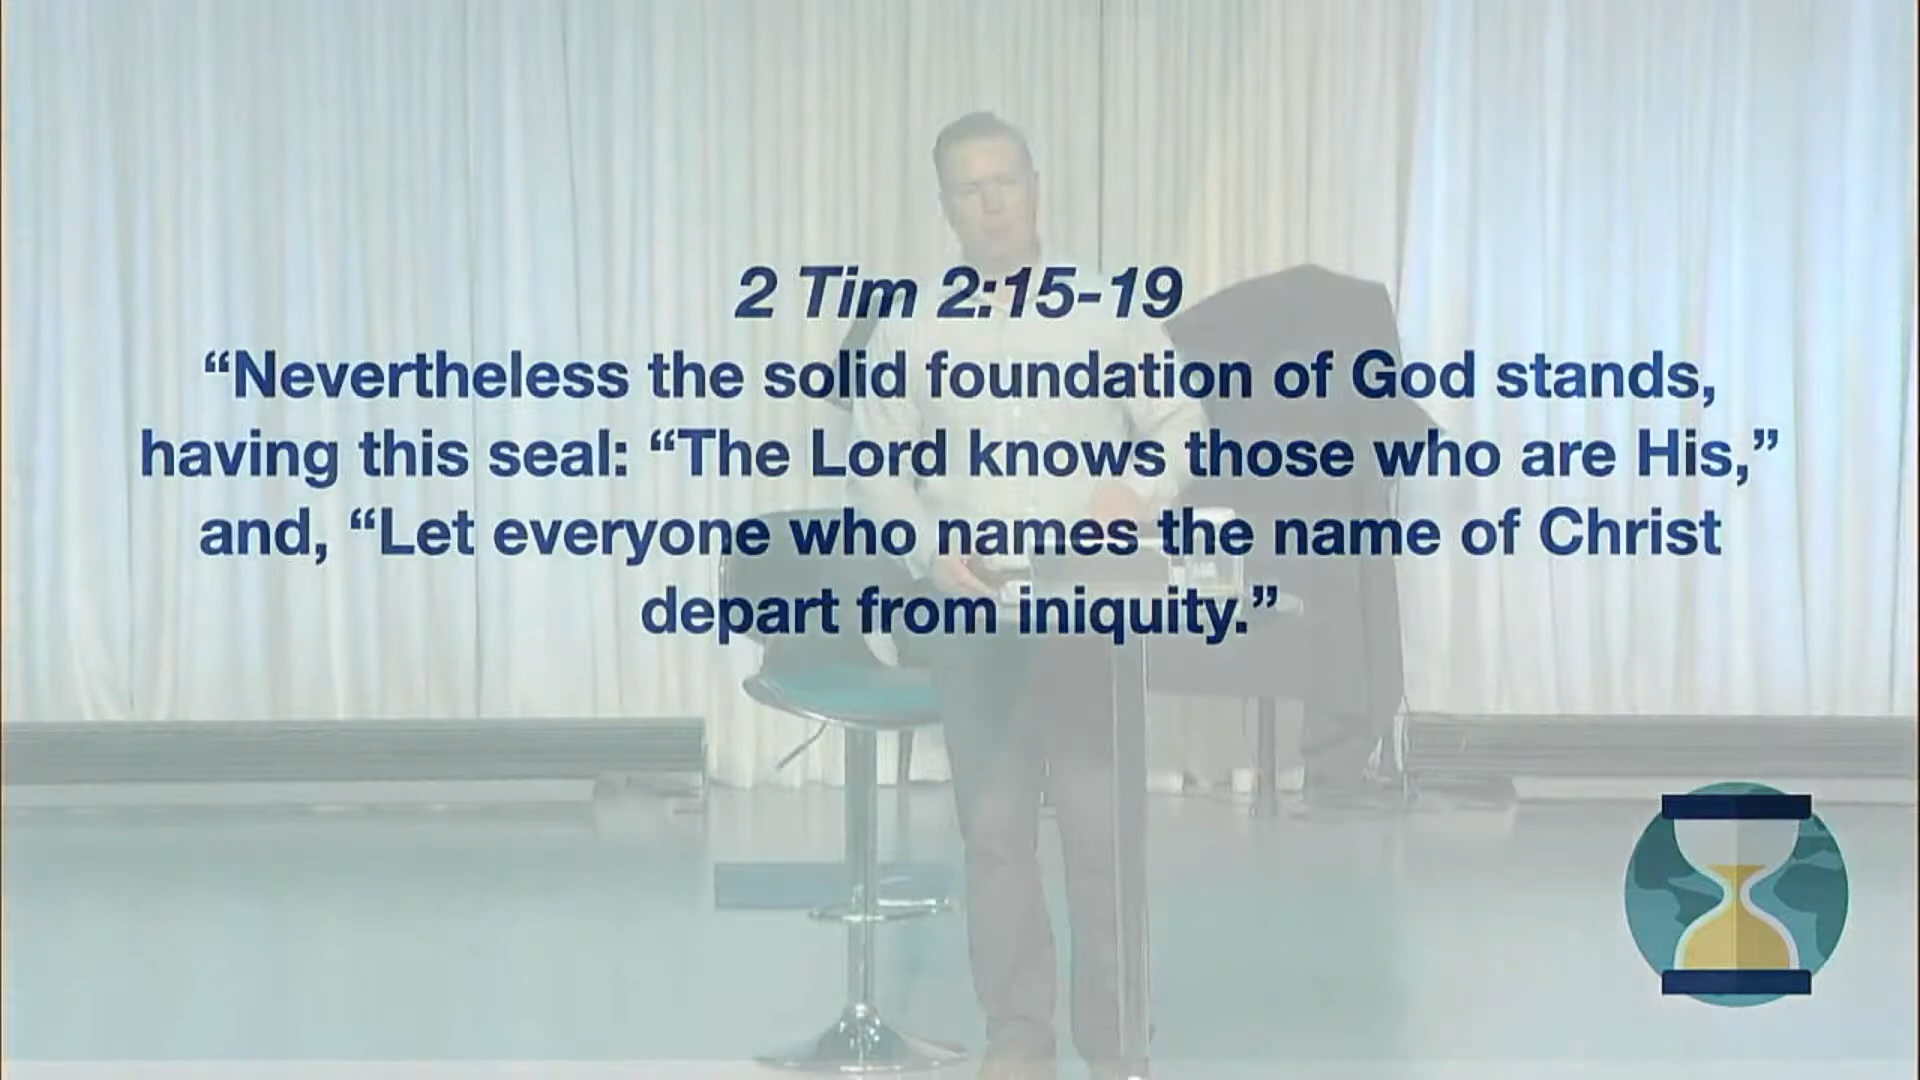 2 Tim 2:15-19
“Nevertheless the solid foundation of God stands,
having this seal: “The Lord knows those who are His,”
and, “Let everyone who names the name of Christ
depart from iniquity.”